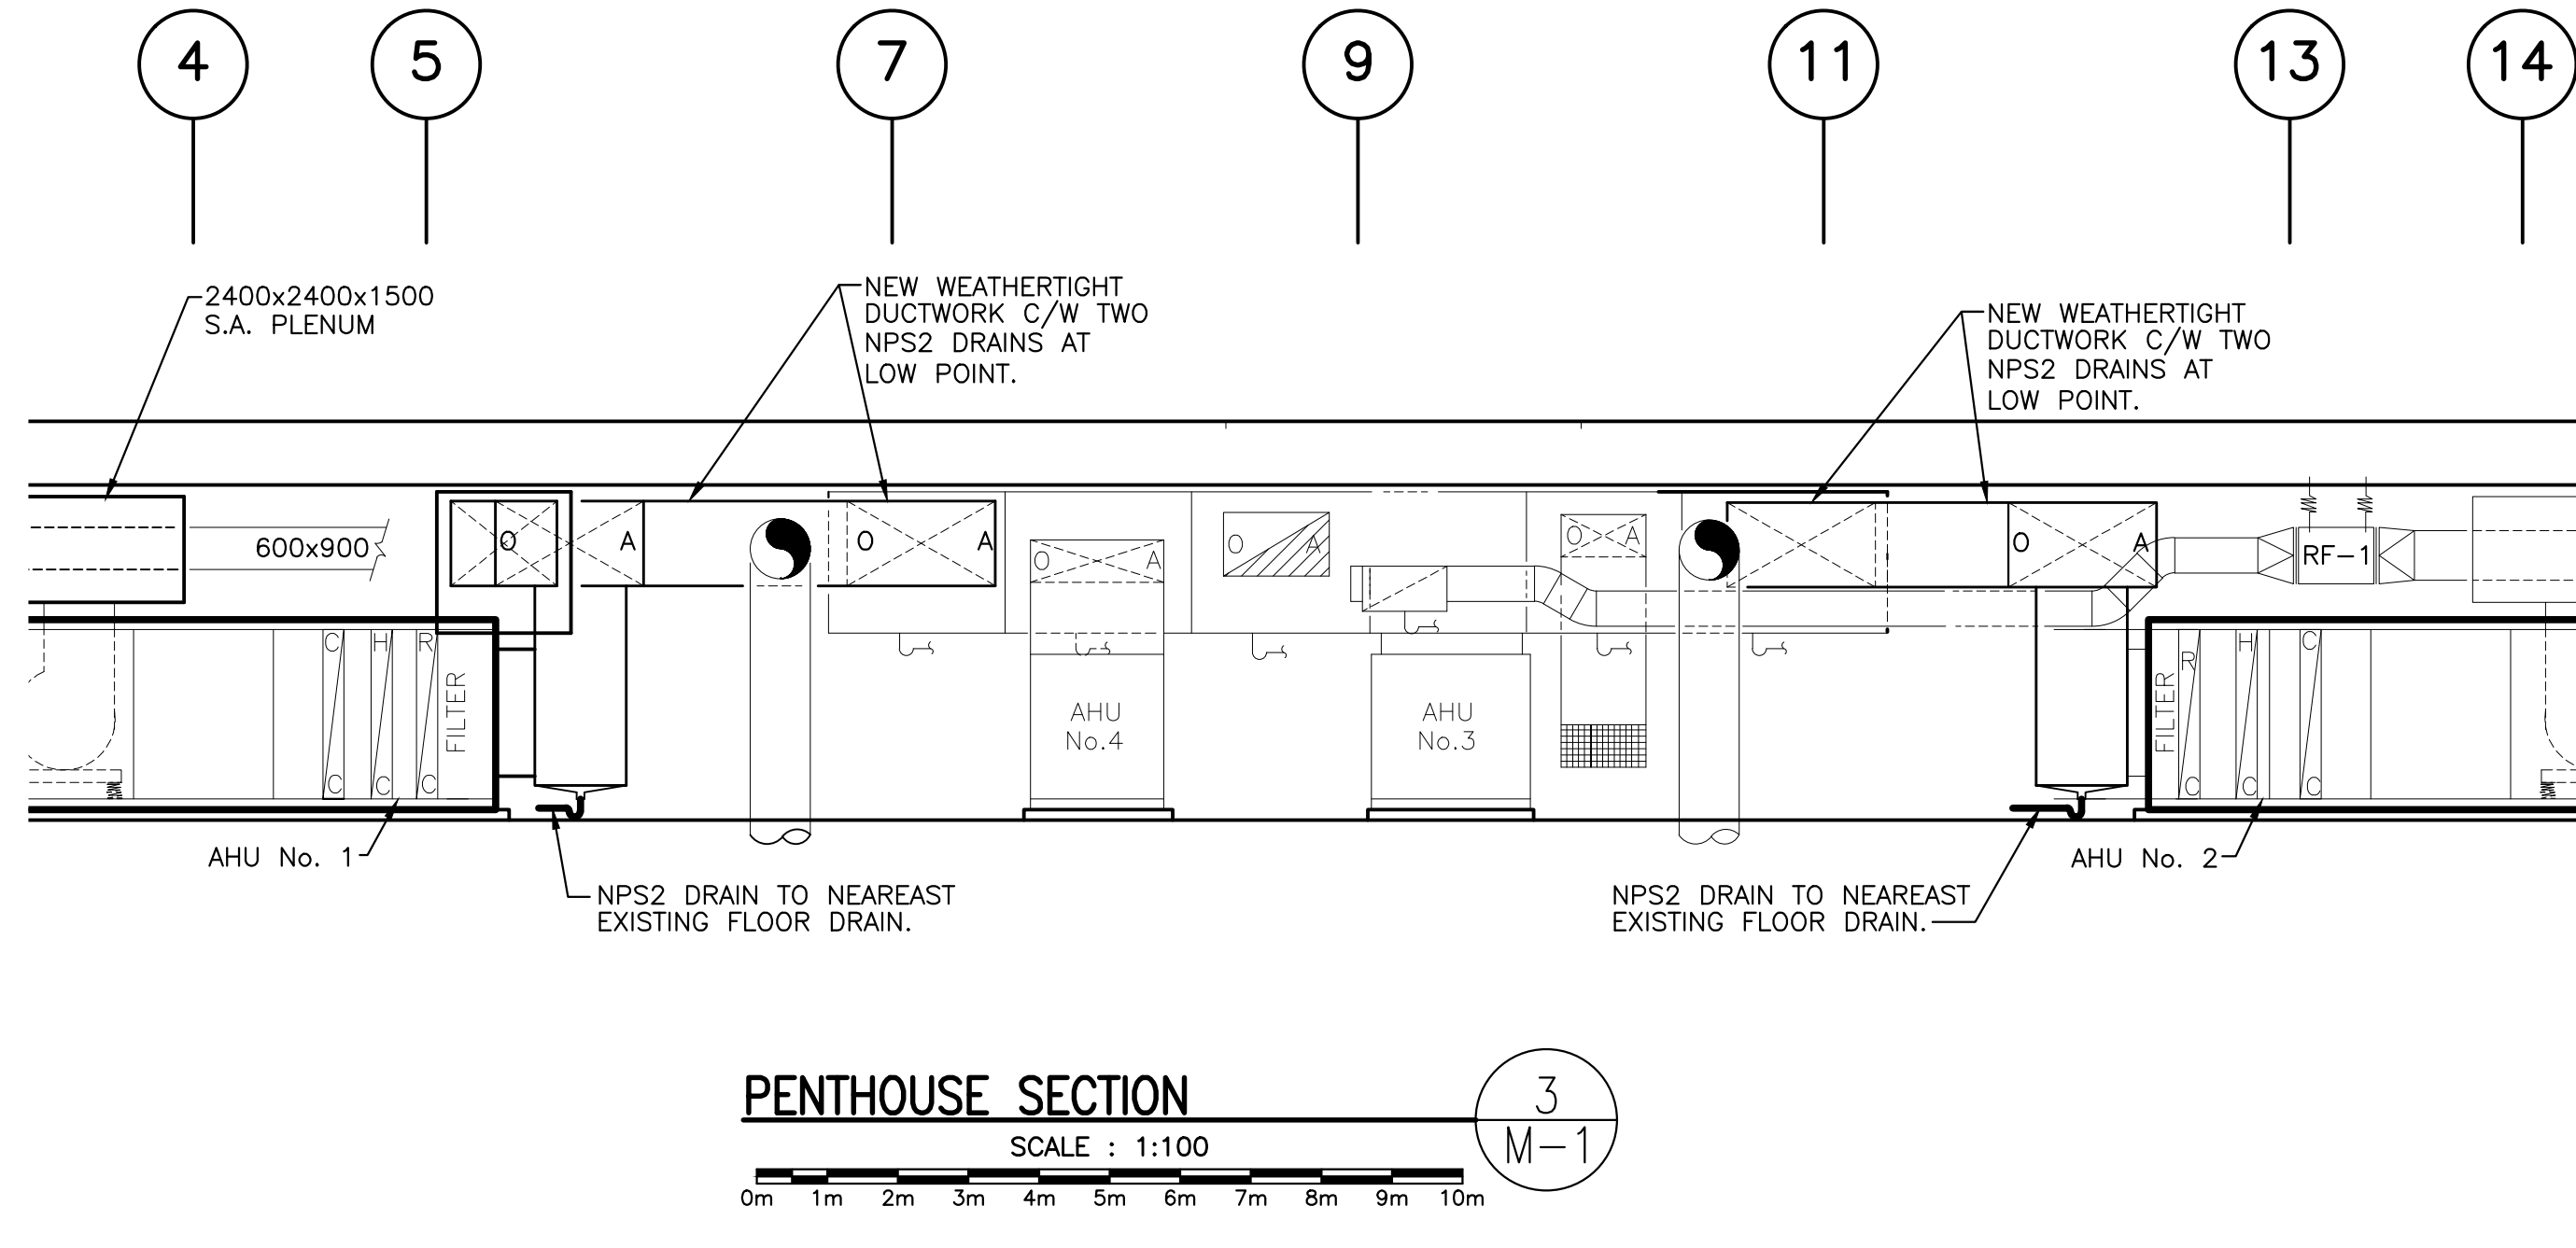 4 5 7 9 11 13 14
2400x2400x1500
S.A. PLENUM
NEW WEATHERTIGHT
DUCTWORK C/W TWO
NPS2 DRAINS AT
LOW POINT.
NEW WEATHERTIGHT
DUCTWORK C/W TWO
NPS2 DRAINS AT
LOW POINT.
600x900
O A
O A
O A
O A
O A
O A
RF-1
C H R
FILTER
C C C
AHU
No.4
AHU
No.3
R H C
FILTER
C C C
AHU No. 1
NPS2 DRAIN TO NEAREAST
EXISTING FLOOR DRAIN.
NPS2 DRAIN TO NEAREAST
EXISTING FLOOR DRAIN.
AHU No. 2
PENTHOUSE SECTION
3
M-1
SCALE : 1:100
0m 1m 2m 3m 4m 5m 6m 7m 8m 9m 10m